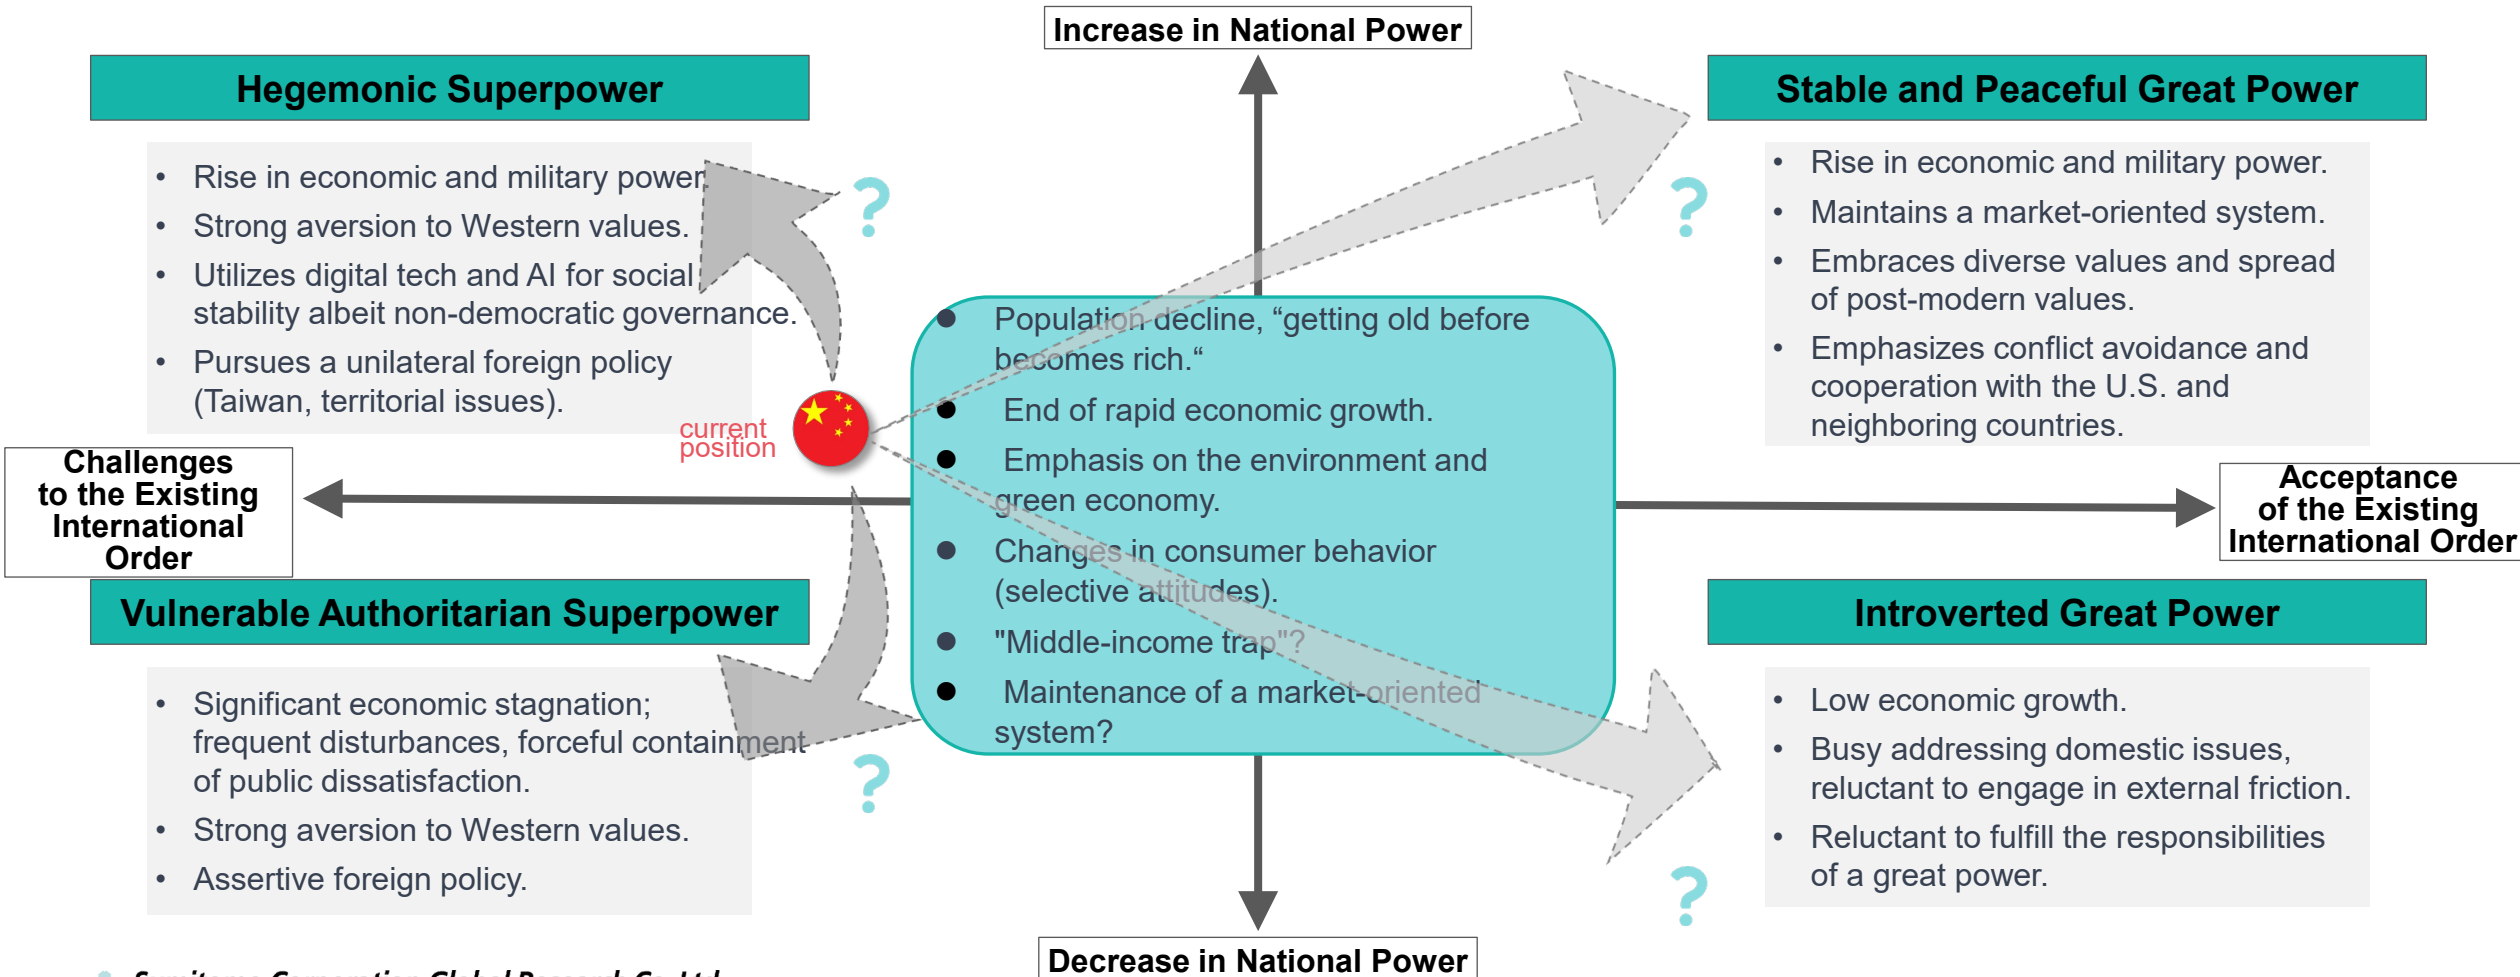 Increase in National Power
Hegemonic Superpower
• Rise in economic and military power.
• Strong aversion to Western values.
• Utilizes digital tech and AI for social
stability albeit non-democratic governance.
• Pursues a unilateral foreign policy
(Taiwan, territorial issues).
Stable and Peaceful Great Power
• Rise in economic and military power.
• Maintains a market-oriented system.
• Embraces diverse values and spread
of post-modern values.
• Emphasizes conflict avoidance and
cooperation with the U.S. and
neighboring countries.
● Population decline, “getting old before
becomes rich.“
● End of rapid economic growth.
● Emphasis on the environment and
green economy.
● Changes in consumer behavior
(selective attitudes).
● "Middle-income trap"?
● Maintenance of a market-oriented
system?
current
position
Challenges
to the Existing
International
Order
Acceptance
of the Existing
International Order
Vulnerable Authoritarian Superpower
• Significant economic stagnation;
frequent disturbances, forceful containment
of public dissatisfaction.
• Strong aversion to Western values.
• Assertive foreign policy.
Introverted Great Power
• Low economic growth.
• Busy addressing domestic issues,
reluctant to engage in external friction.
• Reluctant to fulfill the responsibilities
of a great power.
?
?
?
?
Decrease in National Power
Sumitomo Corporation Global Research Co. Ltd